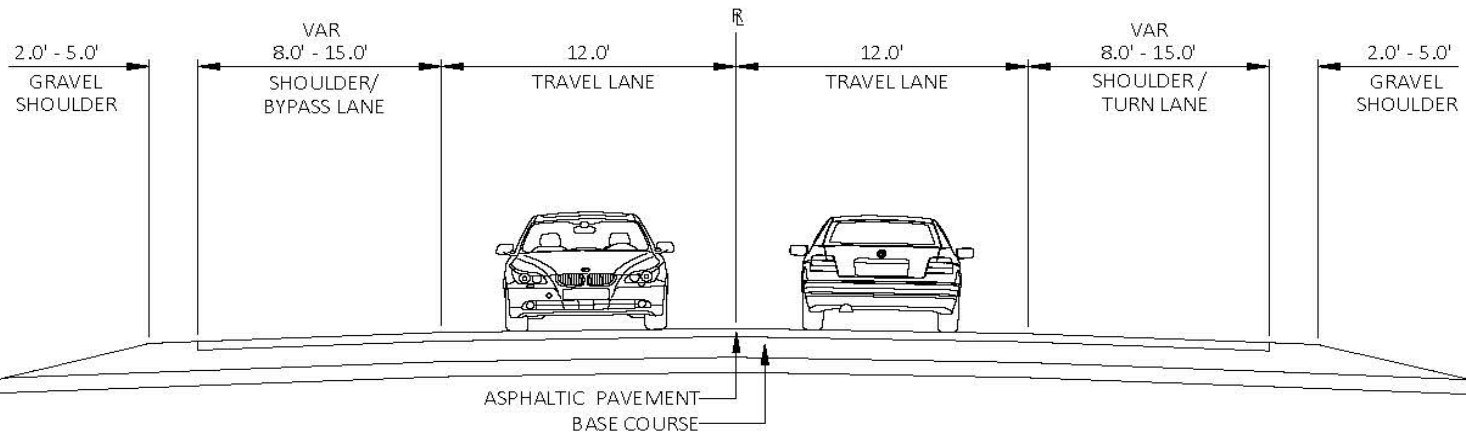 RL
VAR
VAR
2.0' - 5.0'
8.0' - 15.0'
12.0'
12.0'
8.0' - 15.0'
2.0' - 5.0'
GRAVEL
SHOULDER
SHOULDER/
BYPASS LANE
TRAVEL LANE
TRAVEL LANE
SHOULDER /
TURN LANE
GRAVEL
SHOULDER
ASPHALTIC PAVEMENT
BASE COURSE